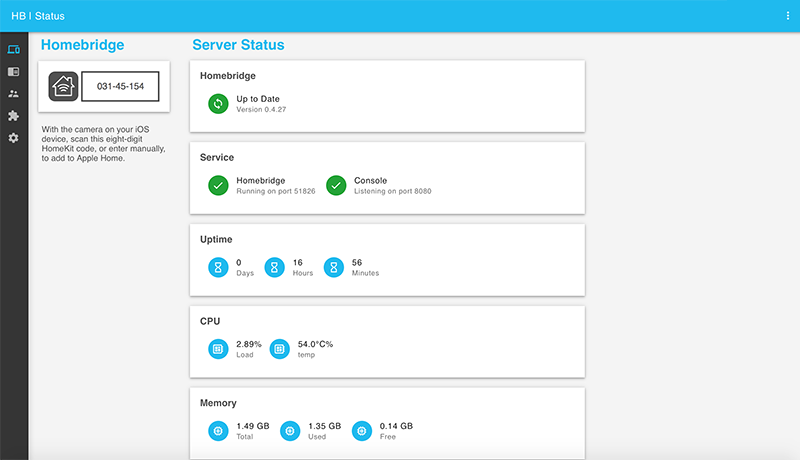 HB | Status
Homebridge
031-45-154
With the camera on your iOS
device, scan this eight-digit
HomeKit code, or enter manually,
to add to Apple Home.
Server Status
Homebridge
Up to Date
Version 0.4.27
Service
Homebridge
Running on port 51826
Console
Listening on port 8080
Uptime
0
Days
16
Hours
56
Minutes
CPU
2.89%
Load
54.0°C%
temp
Memory
1.49 GB
Total
1.35 GB
Used
0.14 GB
Free